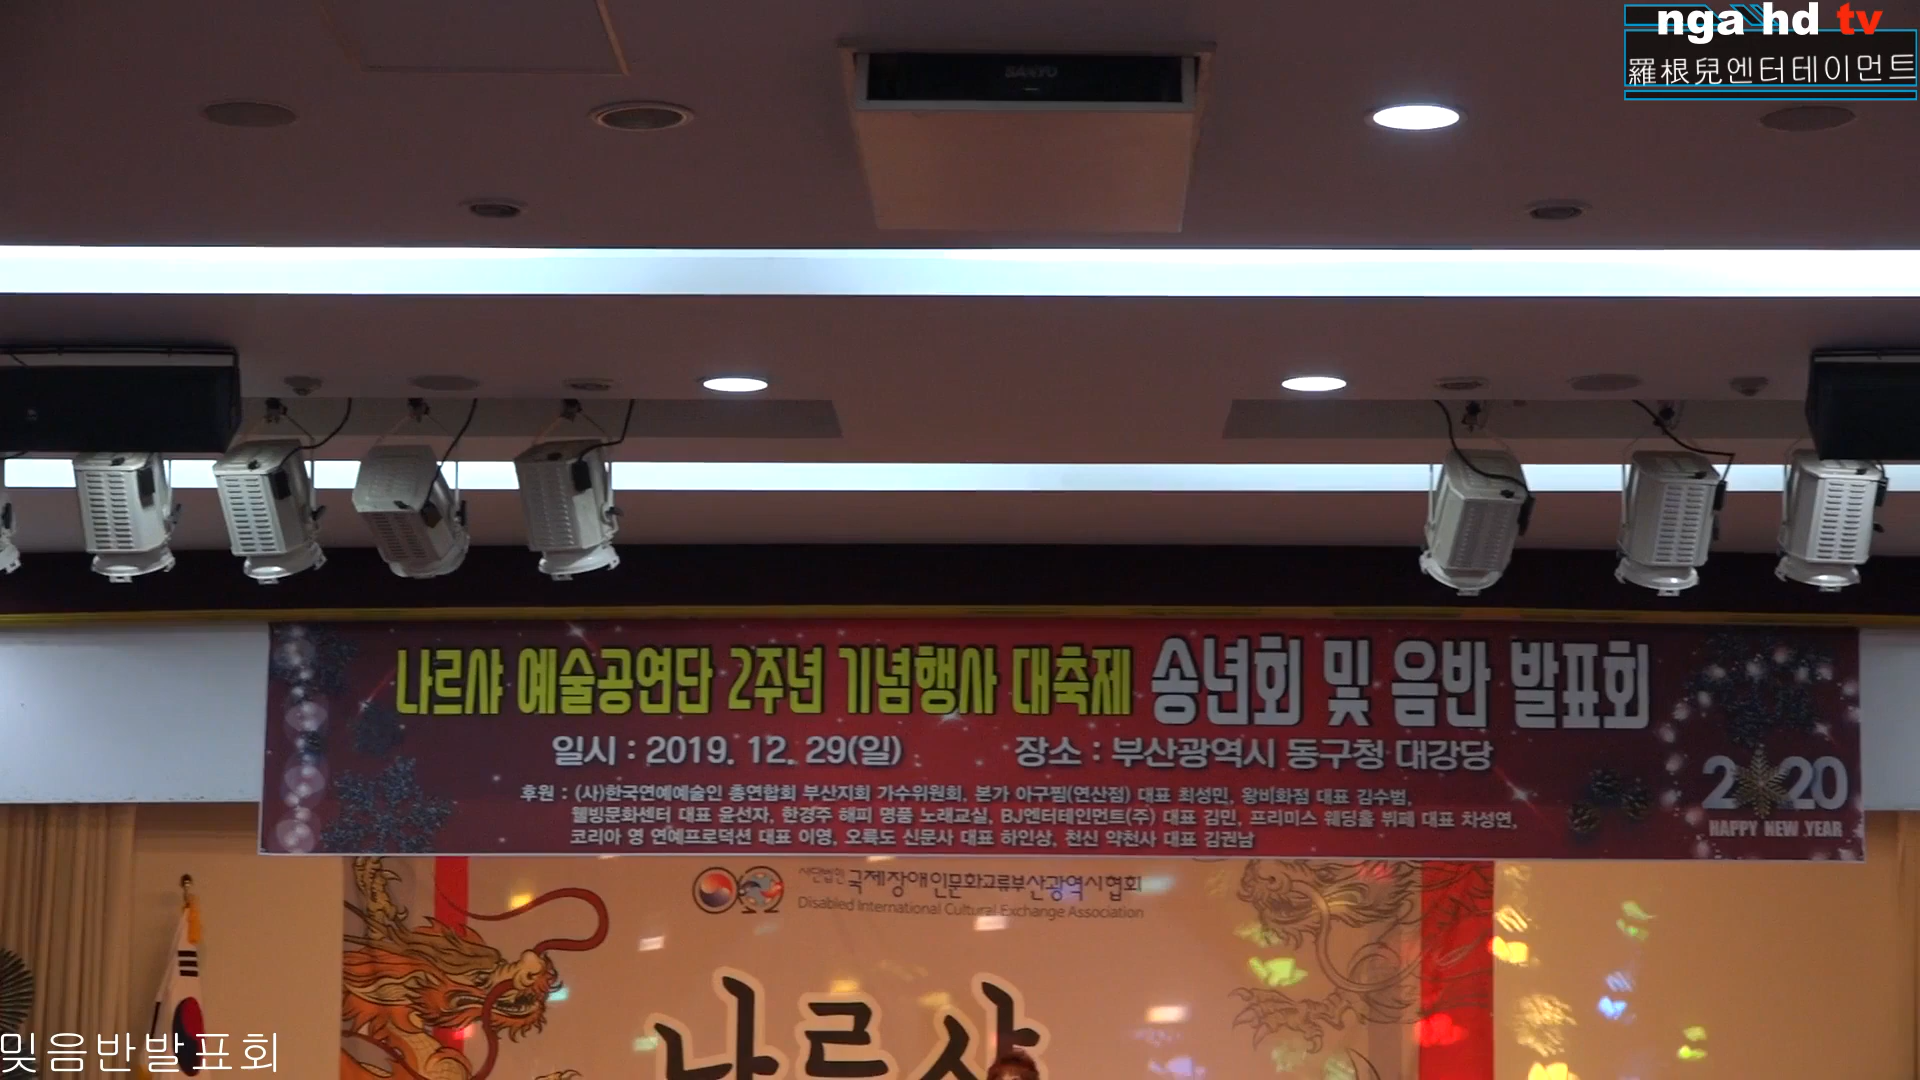 nga hd tv
羅根兒엔터테이먼트
SANYO
나르샤 예술공연단 2주년 기념행사 대축제 송년회 및 음반 발표회
일시 : 2019. 12. 29(일) 장소 : 부산광역시 동구청 대강당
후원 : (사)한국연예예술인 총연합회 부산지회 가수위원회, 본가 아구찜(연산점) 대표 최성민, 왕비화점 대표 김수범,
웰빙문화센터 대표 윤선자, 한경주 해피 명품 노래교실, BJ엔터테인먼트(주) 대표 김민, 프리미스 웨딩홀 뷔페 대표 차성연,
코리아 영 연예프로덕션 대표 이영, 오륙도 신문사 대표 하인상, 천신 약천사 대표 김권남
2020
HAPPY NEW YEAR
사단법인 국제장애인문화교류부산광역시협회
Disabled International Cultural Exchange Association
나르샤
밎음반발표회